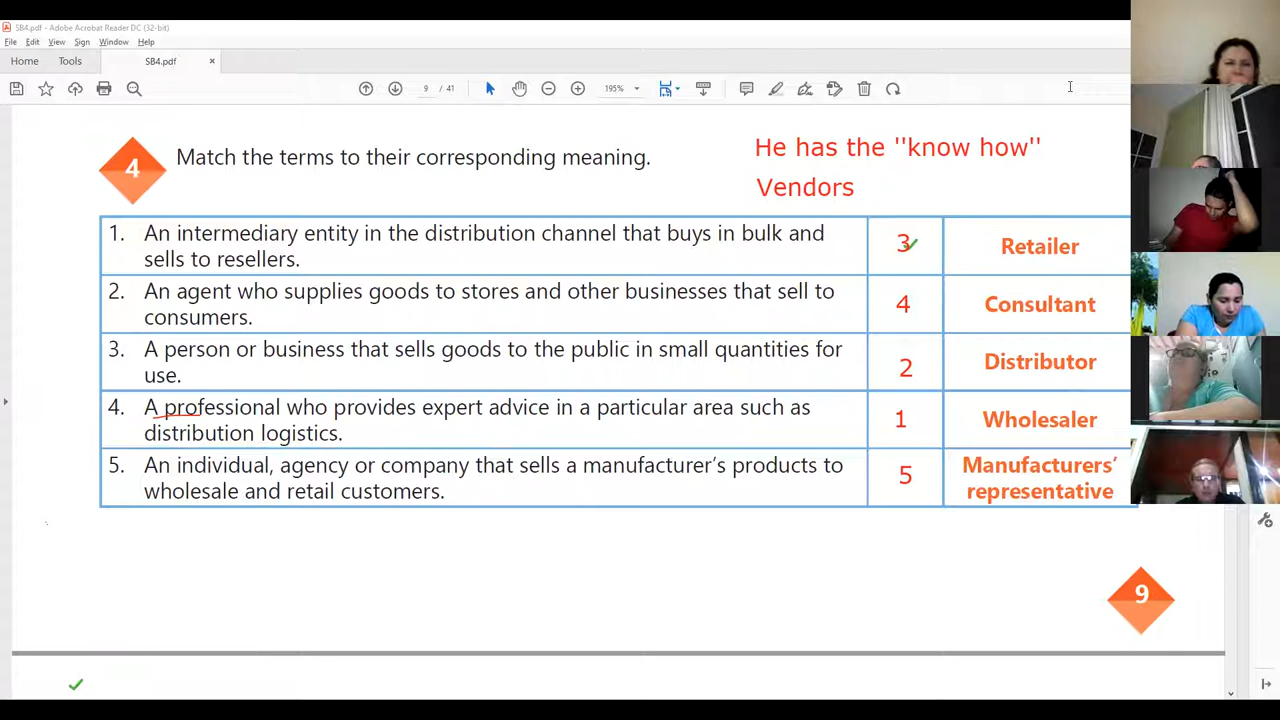 SB4.pdf - Adobe Acrobat Reader DC (32-bit)
File Edit View Sign Window Help
Home Tools SB4.pdf ×
9 / 41 195%
4 Match the terms to their corresponding meaning.
He has the ''know how''
Vendors
1. An intermediary entity in the distribution channel that buys in bulk and
sells to resellers.
3 Retailer
2. An agent who supplies goods to stores and other businesses that sell to
consumers.
4 Consultant
3. A person or business that sells goods to the public in small quantities for
use.
2 Distributor
4. A professional who provides expert advice in a particular area such as
distribution logistics.
1 Wholesaler
5. An individual, agency or company that sells a manufacturer’s products to
wholesale and retail customers.
5 Manufacturers’
representative
9